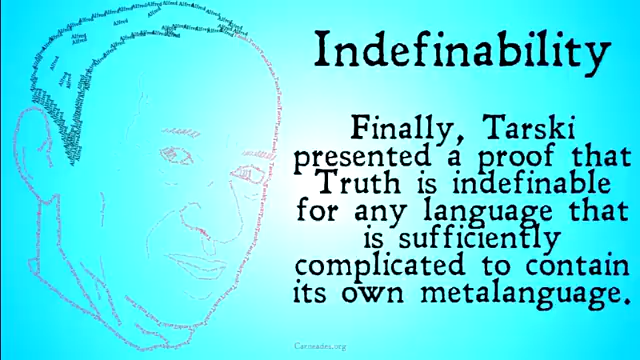 Indefinability
Finally, Tarski
presented a proof that
Truth is indefinable
for any language that
is sufficiently
complicated to contain
its own metalanguage.
Carneades.org